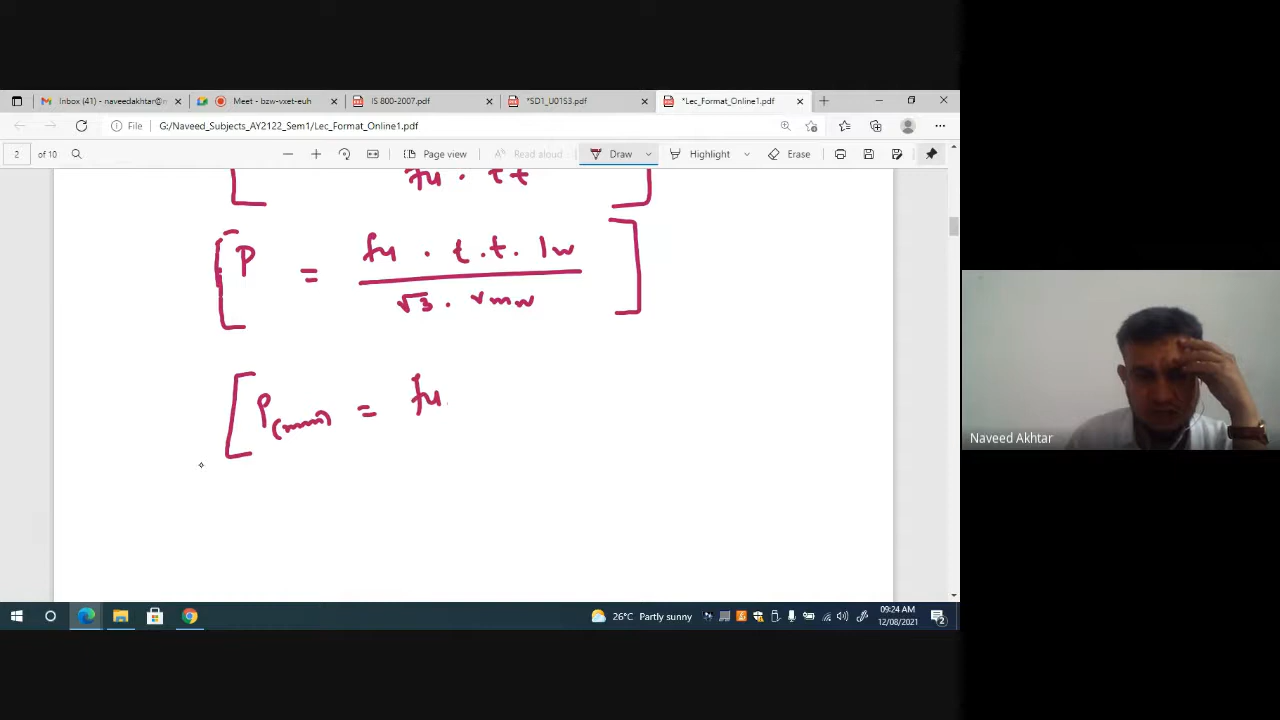 Inbox (41) - naveedakhtar@n
Meet - bzw-vxet-euh
IS 800-2007.pdf
*SD1_U01S3.pdf
*Lec_Format_Online1.pdf
File G:/Naveed_Subjects_AY2122_Sem1/Lec_Format_Online1.pdf
2 of 10
Page view
Read aloud
Draw
Highlight
Erase
fu . tt
P = fu . t . t . lw
√3 . γmw
P(mm) = fu .
Naveed Akhtar
26°C Partly sunny
09:24 AM
12/08/2021
2